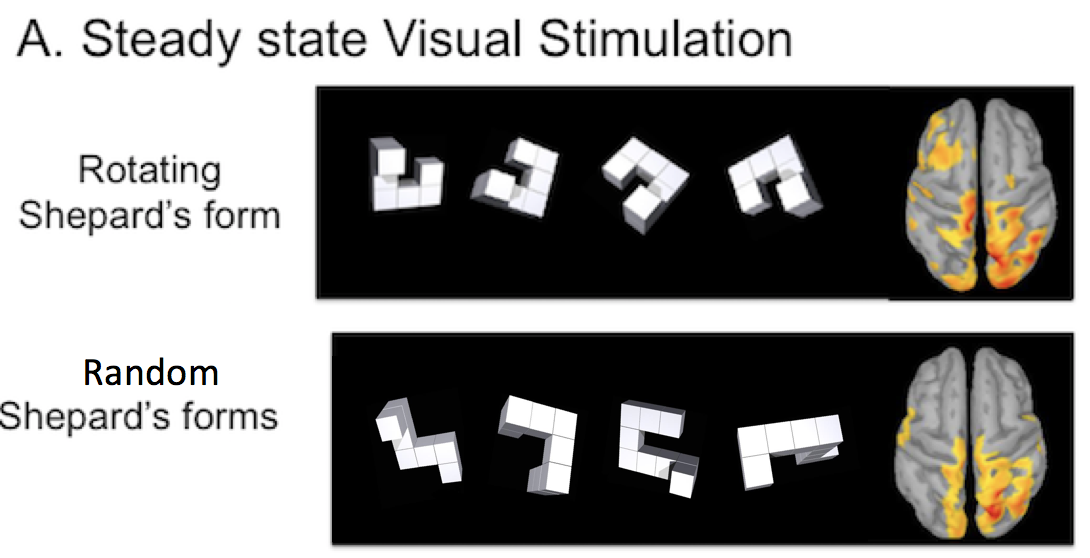 A. Steady state Visual Stimulation
Rotating
Shepard's form
Random
Shepard's forms